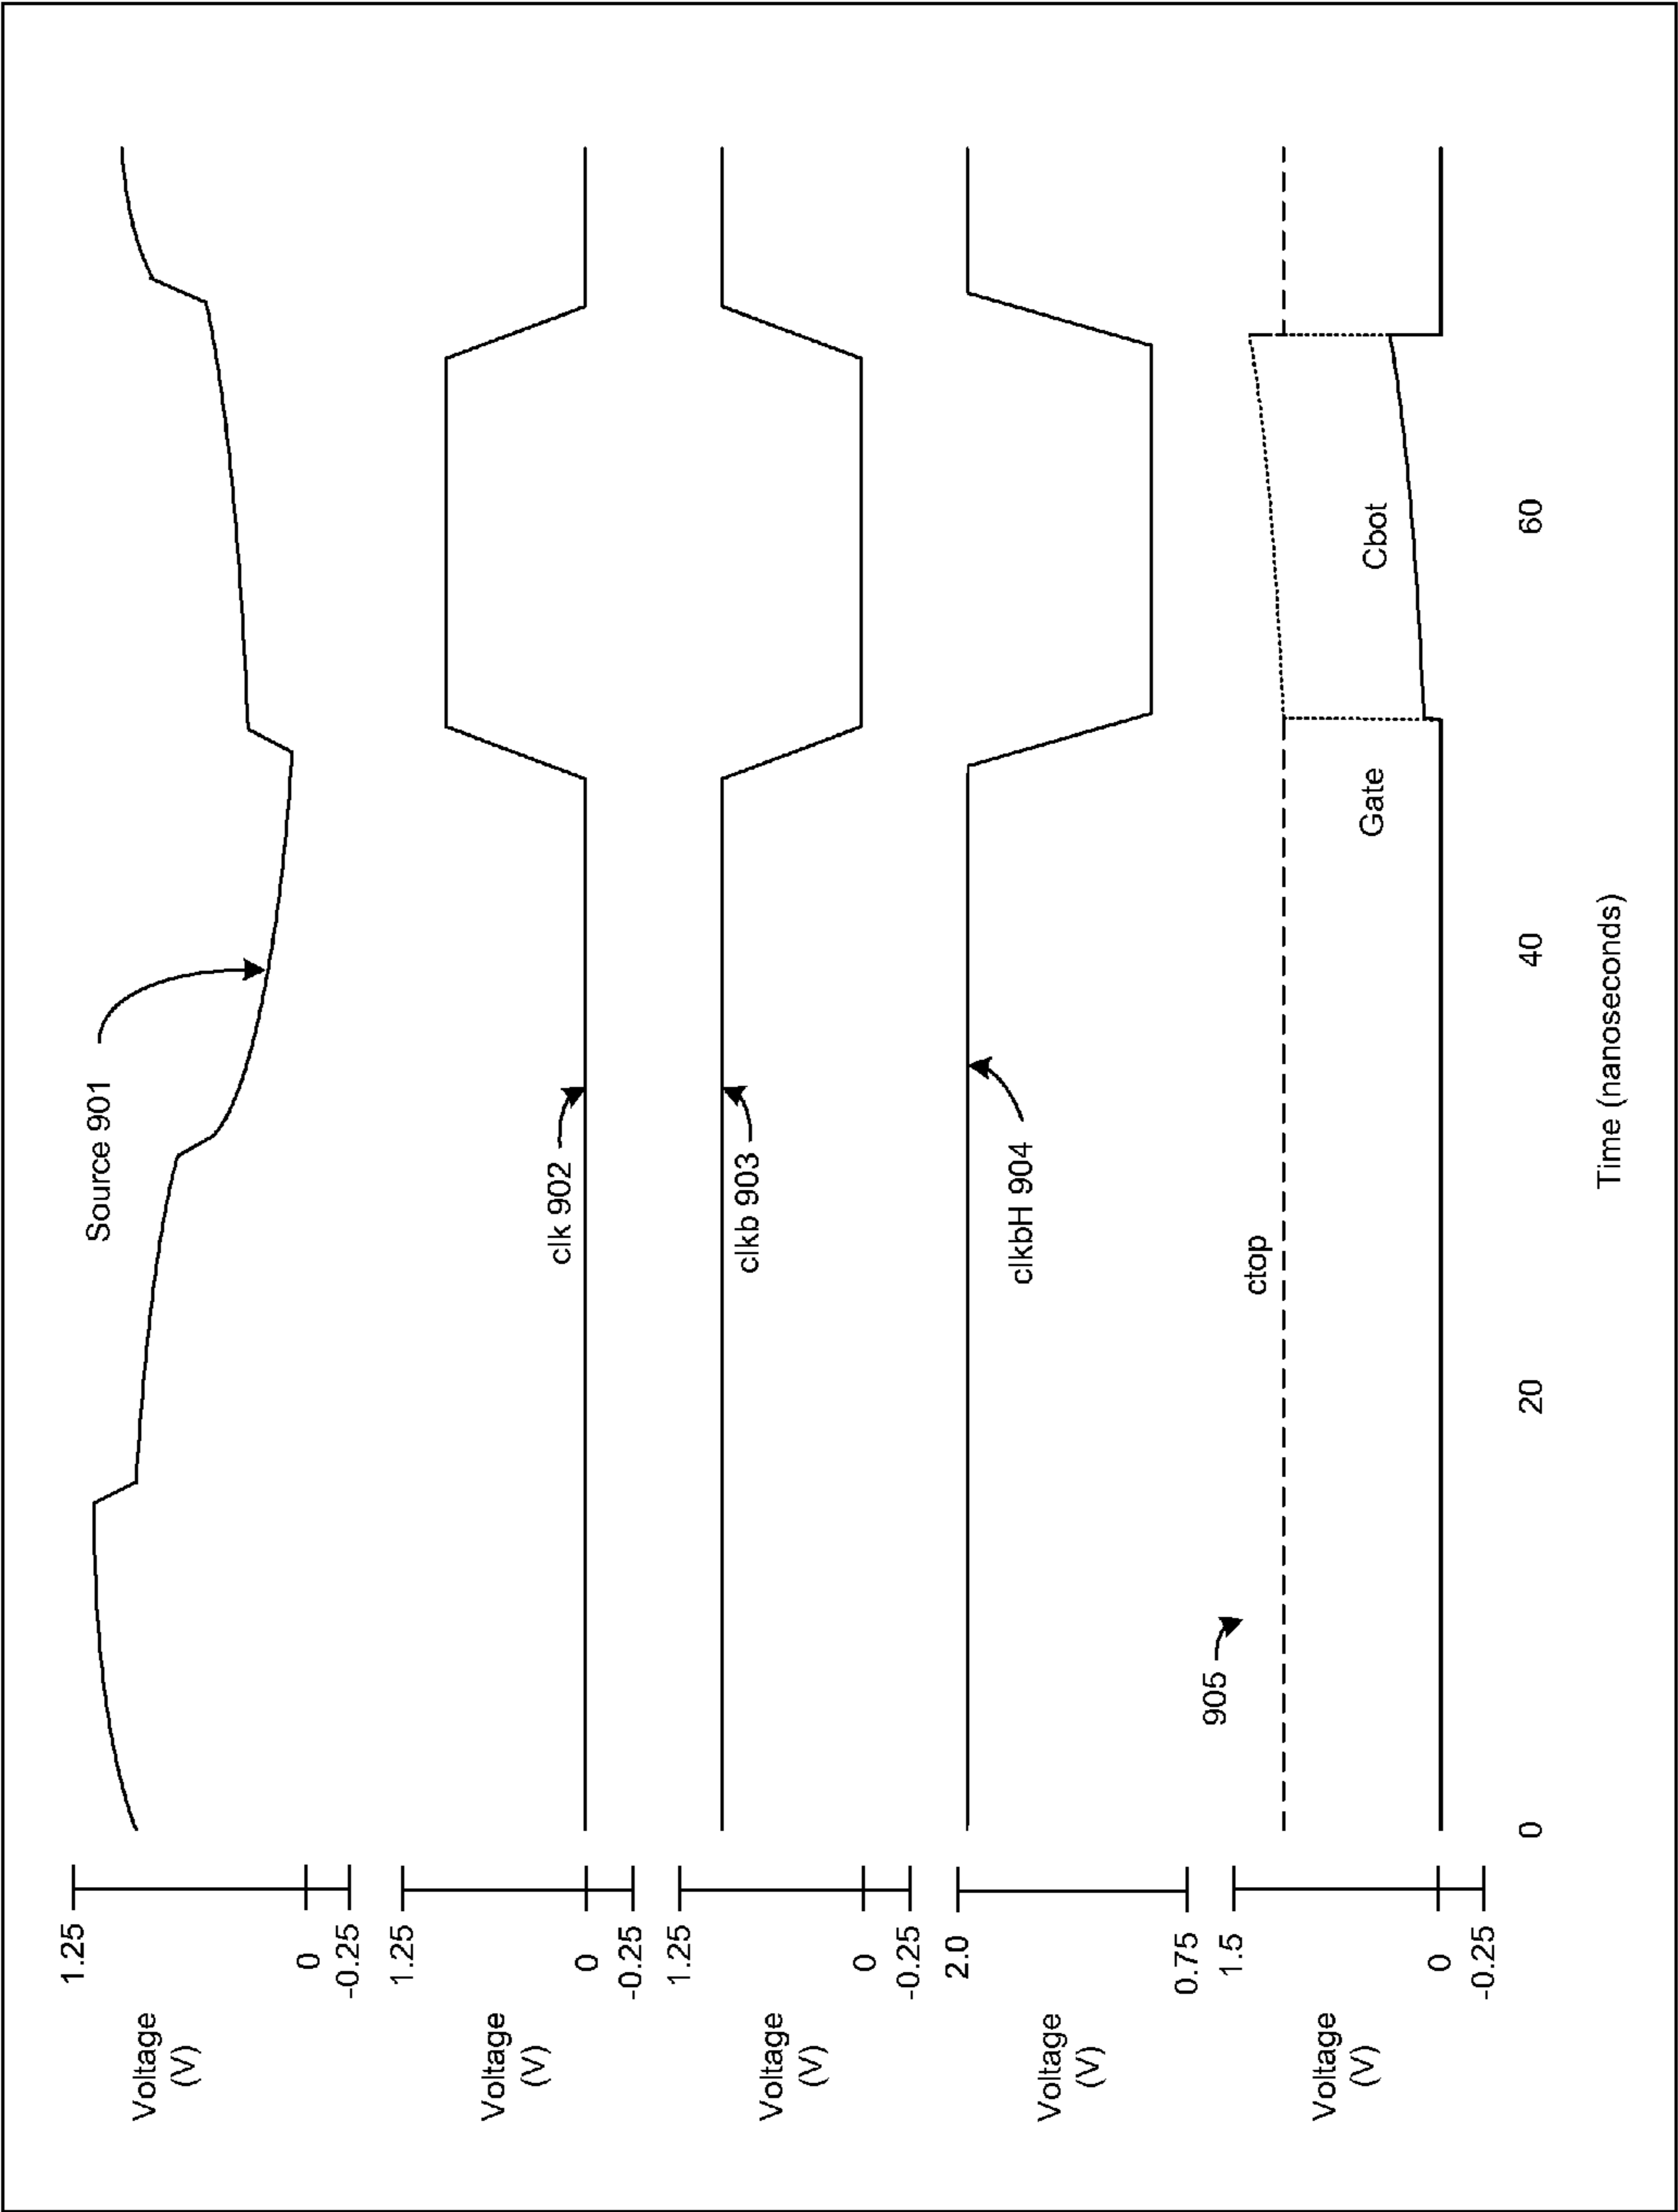 Source 901
1.25
0
-0.25
Voltage
(V)
clk 902
1.25
0
-0.25
Voltage
(V)
clkb 903
1.25
0
-0.25
Voltage
(V)
clkbH 904
2.0
0.75
Voltage
(V)
905
ctop
Gate
Cbot
1.5
0
-0.25
Voltage
(V)
0
20
40
60
Time (nanoseconds)